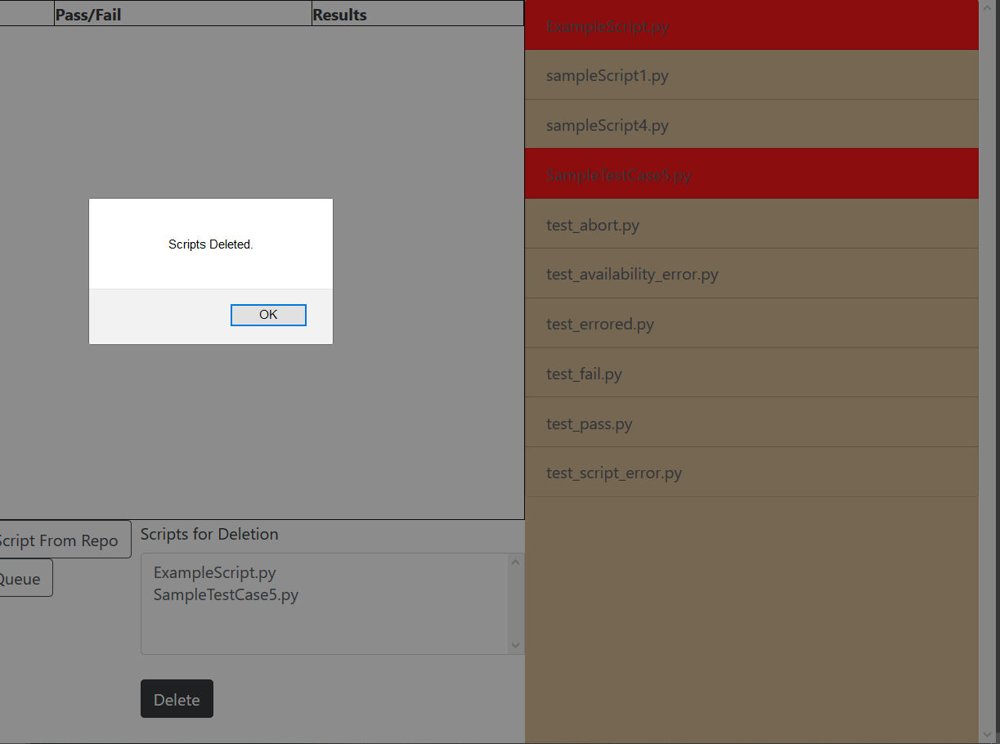 Pass/Fail
Results
ExampleScript.py
sampleScript1.py
sampleScript4.py
SampleTestCase5.py
test_abort.py
test_availability_error.py
test_errored.py
test_fail.py
test_pass.py
test_script_error.py
Scripts Deleted.
OK
Script From Repo
Queue
Scripts for Deletion
ExampleScript.py
SampleTestCase5.py
Delete